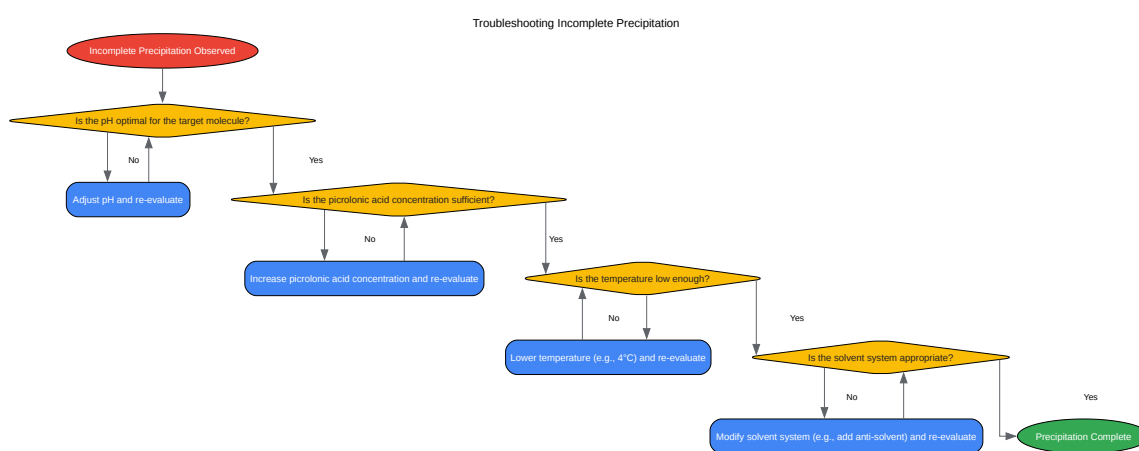 Troubleshooting Incomplete Precipitation
Incomplete Precipitation Observed
Is the pH optimal for the target molecule?
No
Yes
Adjust pH and re-evaluate
Is the picrolonic acid concentration sufficient?
No
Yes
Increase picrolonic acid concentration and re-evaluate
Is the temperature low enough?
No
Yes
Lower temperature (e.g., 4°C) and re-evaluate
Is the solvent system appropriate?
No
Yes
Modify solvent system (e.g., add anti-solvent) and re-evaluate
Precipitation Complete